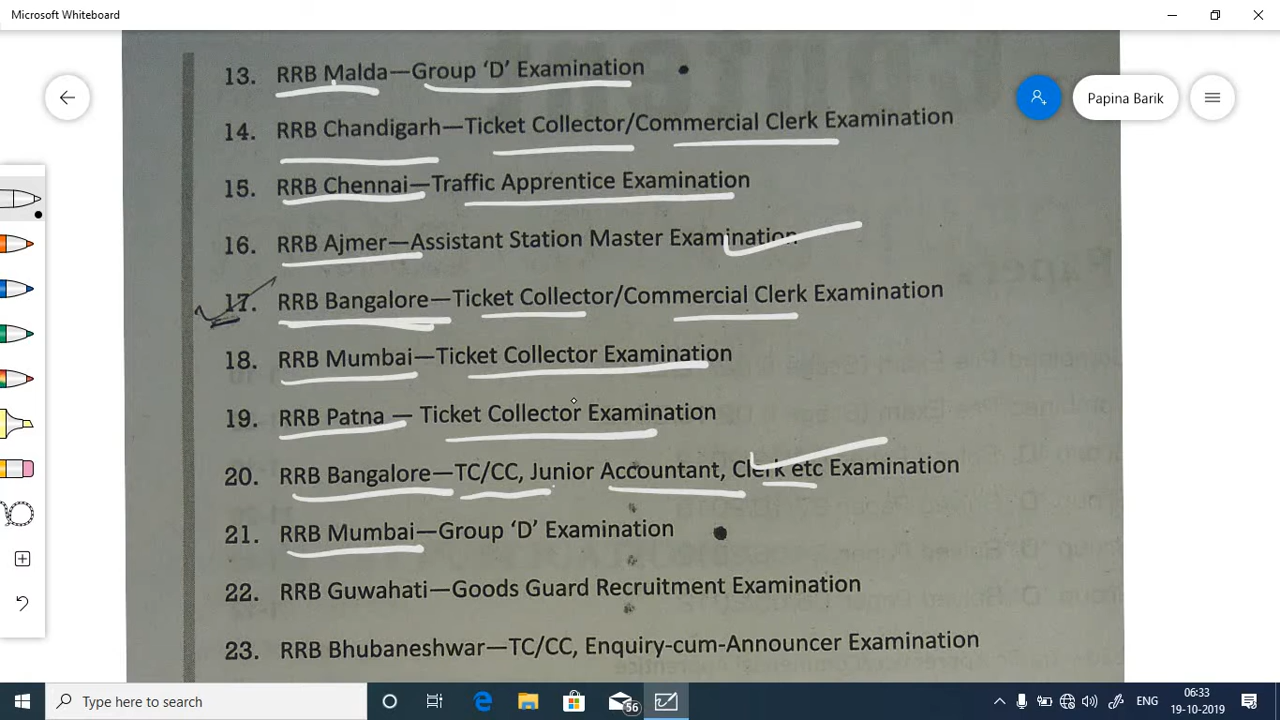 Microsoft Whiteboard
13. RRB Malda—Group ‘D’ Examination
Papina Barik
14. RRB Chandigarh—Ticket Collector/Commercial Clerk Examination
15. RRB Chennai—Traffic Apprentice Examination
16. RRB Ajmer—Assistant Station Master Examination
17. RRB Bangalore—Ticket Collector/Commercial Clerk Examination
18. RRB Mumbai—Ticket Collector Examination
19. RRB Patna — Ticket Collector Examination
20. RRB Bangalore—TC/CC, Junior Accountant, Clerk etc Examination
21. RRB Mumbai—Group ‘D’ Examination
22. RRB Guwahati—Goods Guard Recruitment Examination
23. RRB Bhubaneshwar—TC/CC, Enquiry-cum-Announcer Examination
Type here to search
56
ENG
06:33
19-10-2019